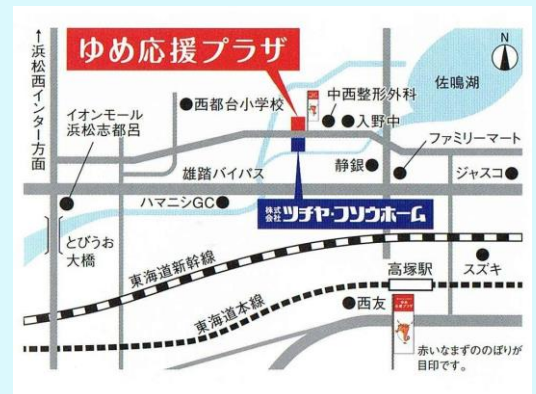 ↑浜松西インター方面
ゆめ応援プラザ
N
佐鳴湖
イオンモール
浜松志都呂
西都台小学校
中西整形外科
入野中
ファミリーマート
雄踏バイパス
静銀
ジャスコ
ハマニシGC
株式会社ツチヤ・フソウホーム
とびうお
大橋
東海道新幹線
高塚駅
スズキ
東海道本線
西友
赤いなまずののぼりが
目印です。